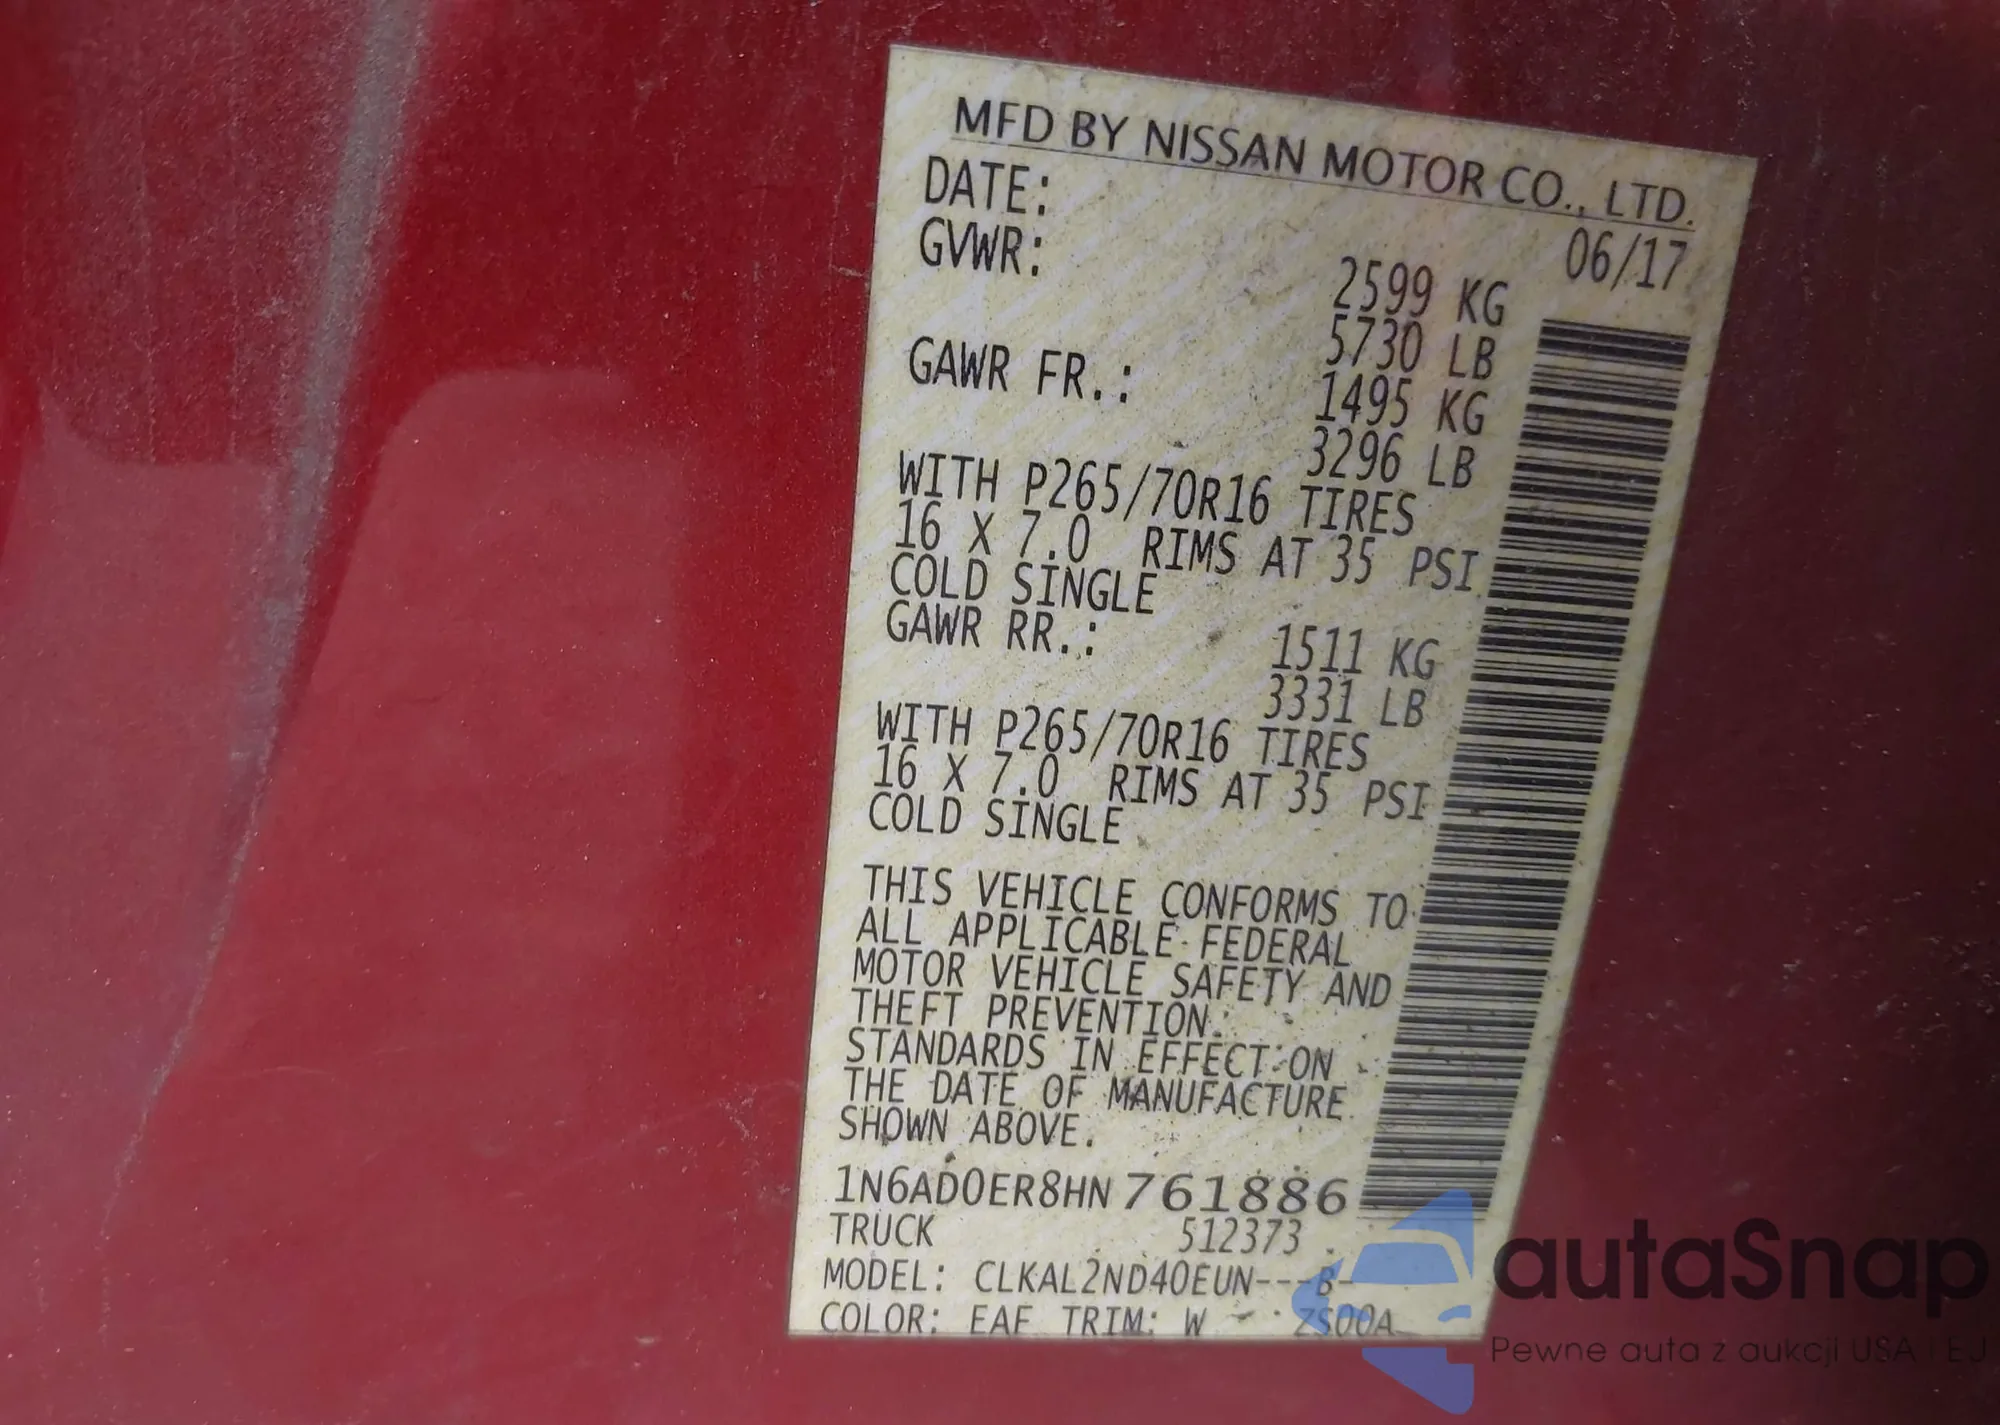 MFD BY NISSAN MOTOR CO., LTD.
DATE: 06/17
GVWR: 2599 KG
5730 LB
GAWR FR.: 1495 KG
3296 LB
WITH P265/70R16 TIRES
16 X 7.0 RIMS AT 35 PSI
COLD SINGLE
GAWR RR.: 1511 KG
3331 LB
WITH P265/70R16 TIRES
16 X 7.0 RIMS AT 35 PSI
COLD SINGLE
THIS VEHICLE CONFORMS TO
ALL APPLICABLE FEDERAL
MOTOR VEHICLE SAFETY AND
THEFT PREVENTION
STANDARDS IN EFFECT ON
THE DATE OF MANUFACTURE
SHOWN ABOVE.
1N6AD0ER8HN 761886
TRUCK 512373
MODEL: CLKAL2ND40EUN---B-
COLOR: EAF TRIM: W ZS00A
autaSnap
Pewne auta z aukcji USA i EJ